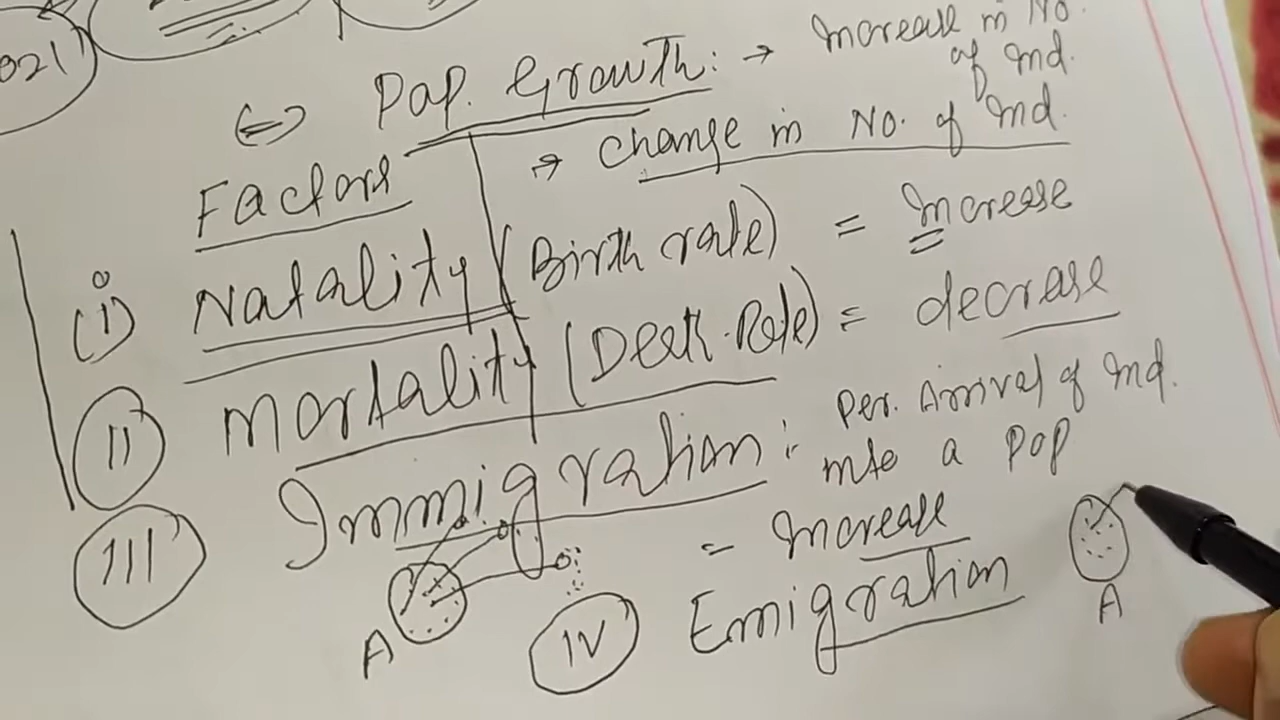 021
Pop. Growth: → Increase in No.
of Ind.
→ change in No. of Ind.
Factors
(i) Natality (Birth rate) = Increase
II Mortality (Death Rate) = decrease
III Immigration: Per. Arrival of Ind.
into a Pop
= Increase
A
IV Emigration
A